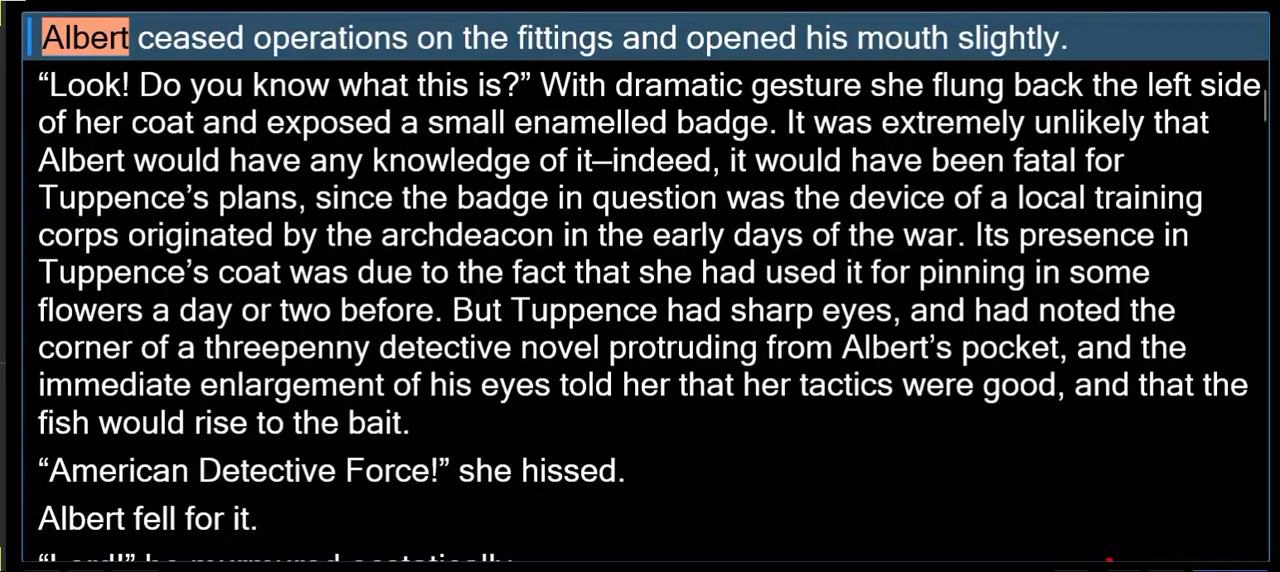 Albert ceased operations on the fittings and opened his mouth slightly.
“Look! Do you know what this is?” With dramatic gesture she flung back the left side
of her coat and exposed a small enamelled badge. It was extremely unlikely that
Albert would have any knowledge of it—indeed, it would have been fatal for
Tuppence’s plans, since the badge in question was the device of a local training
corps originated by the archdeacon in the early days of the war. Its presence in
Tuppence’s coat was due to the fact that she had used it for pinning in some
flowers a day or two before. But Tuppence had sharp eyes, and had noted the
corner of a threepenny detective novel protruding from Albert’s pocket, and the
immediate enlargement of his eyes told her that her tactics were good, and that the
fish would rise to the bait.
“American Detective Force!” she hissed.
Albert fell for it.
“Lord!” he murmured ecstatically.